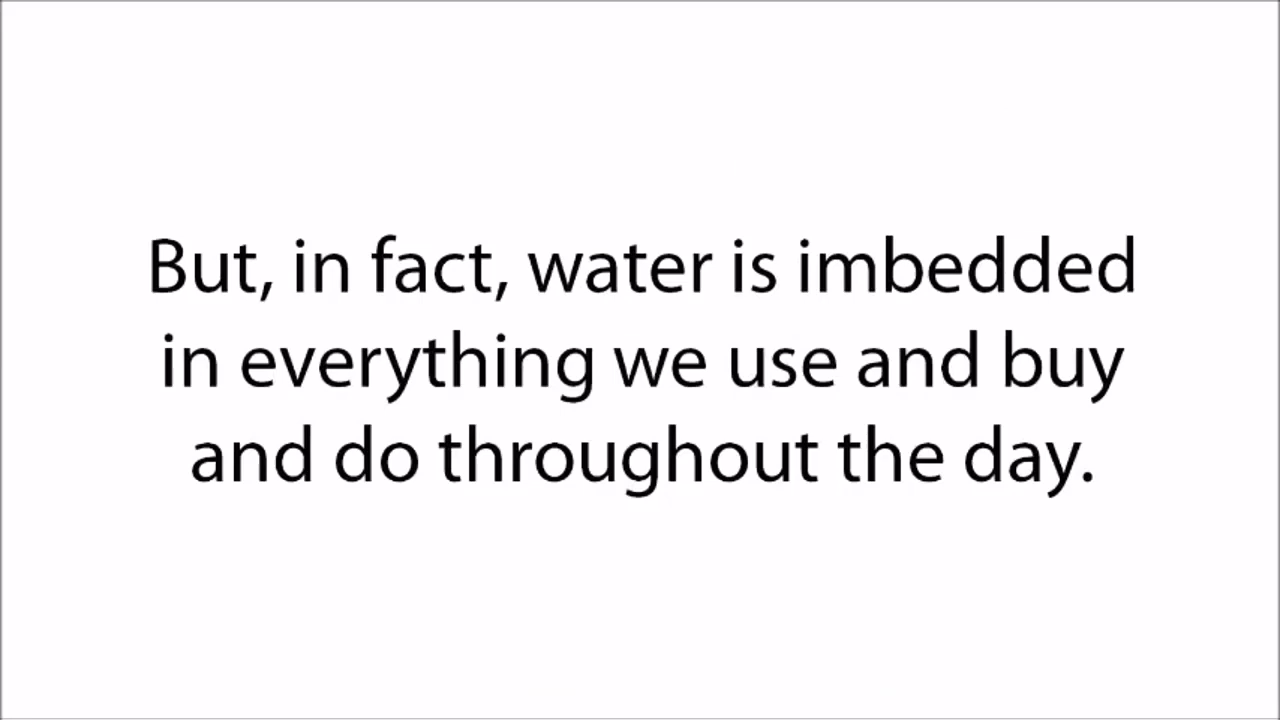 But, in fact, water is imbedded
in everything we use and buy
and do throughout the day.